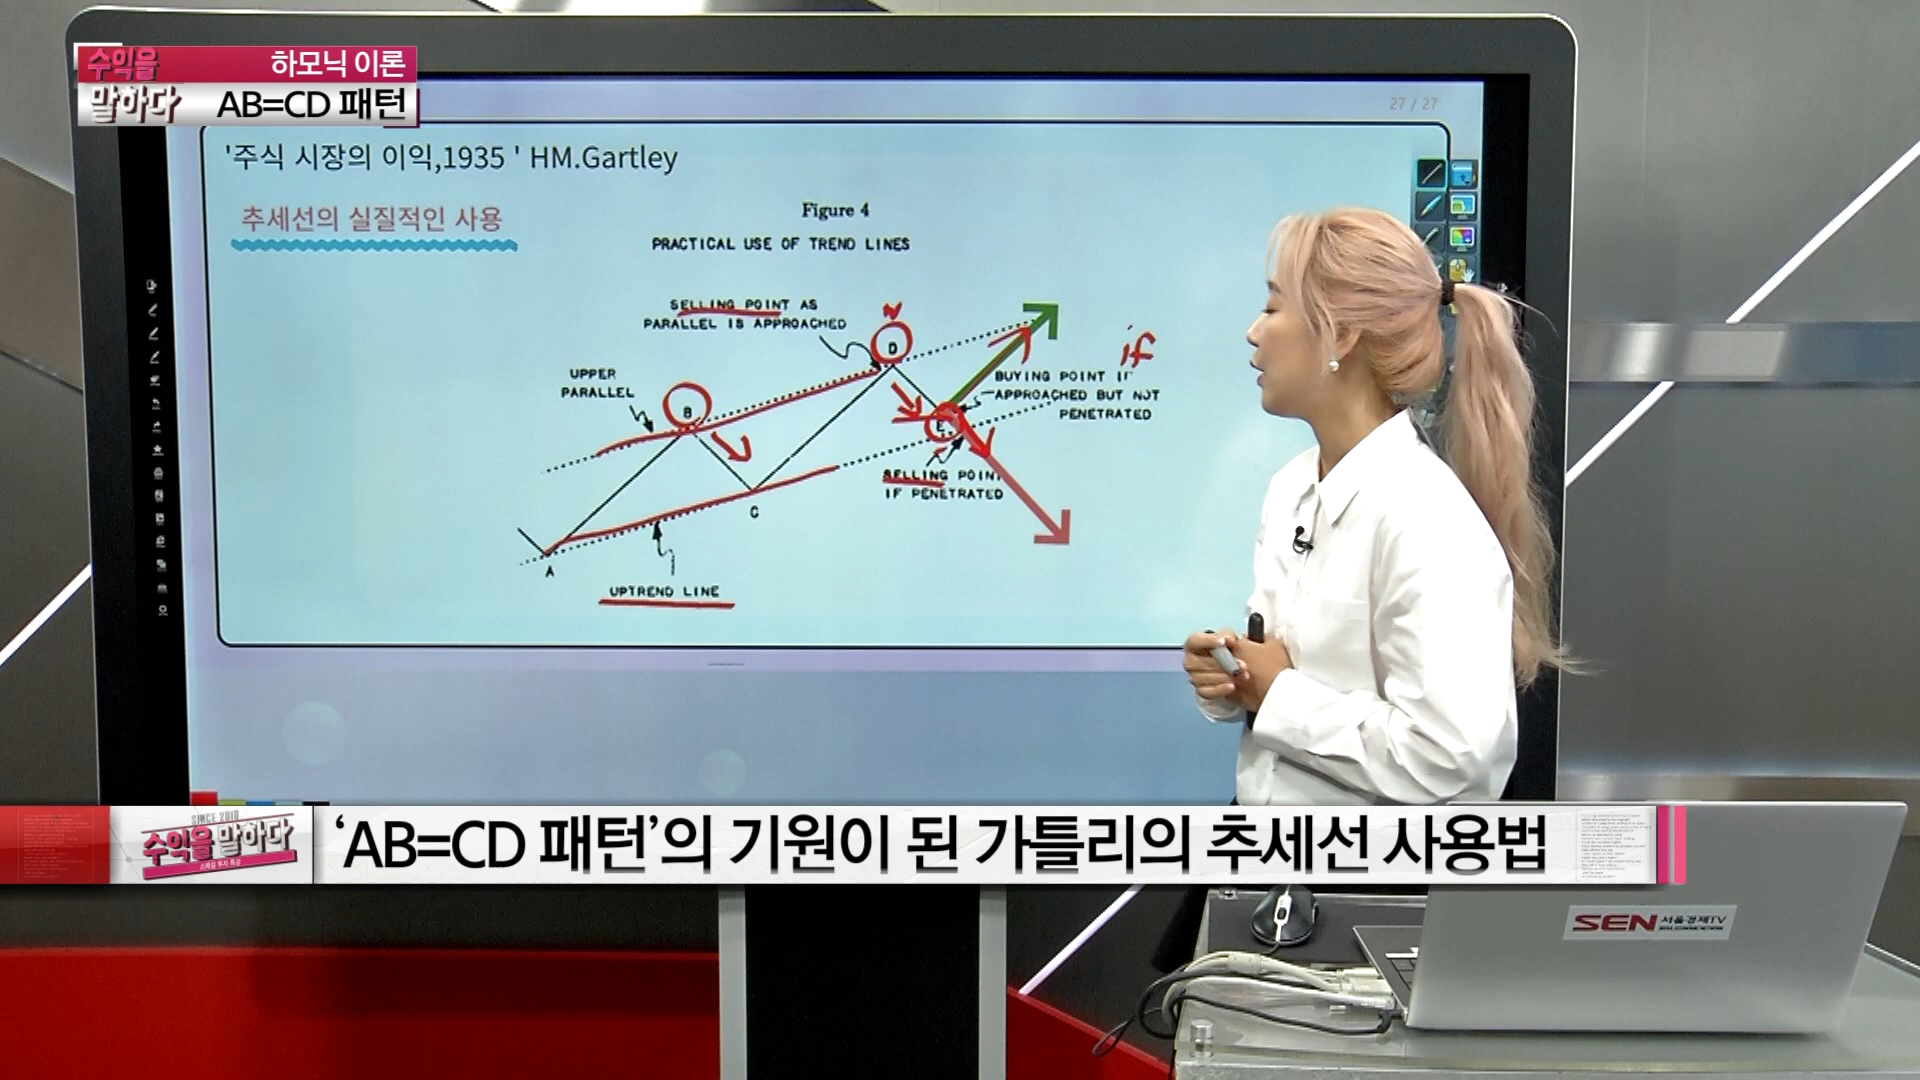 수익을
말하다
하모닉 이론
AB=CD 패턴
27 / 27
'주식 시장의 이익,1935 ' HM.Gartley
추세선의 실질적인 사용
Figure 4
PRACTICAL USE OF TREND LINES
SELLING POINT AS
PARALLEL IS APPROACHED
D
if
UPPER
PARALLEL
B
BUYING POINT IF
APPROACHED BUT NOT
PENETRATED
E
SELLING POINT
IF PENETRATED
C
A
UPTREND LINE
SINCE 2010
수익을 말하다
'AB=CD 패턴'의 기원이 된 가틀리의 추세선 사용법
SEN 서울경제TV
SEOUL ECONOMIC NETWORK